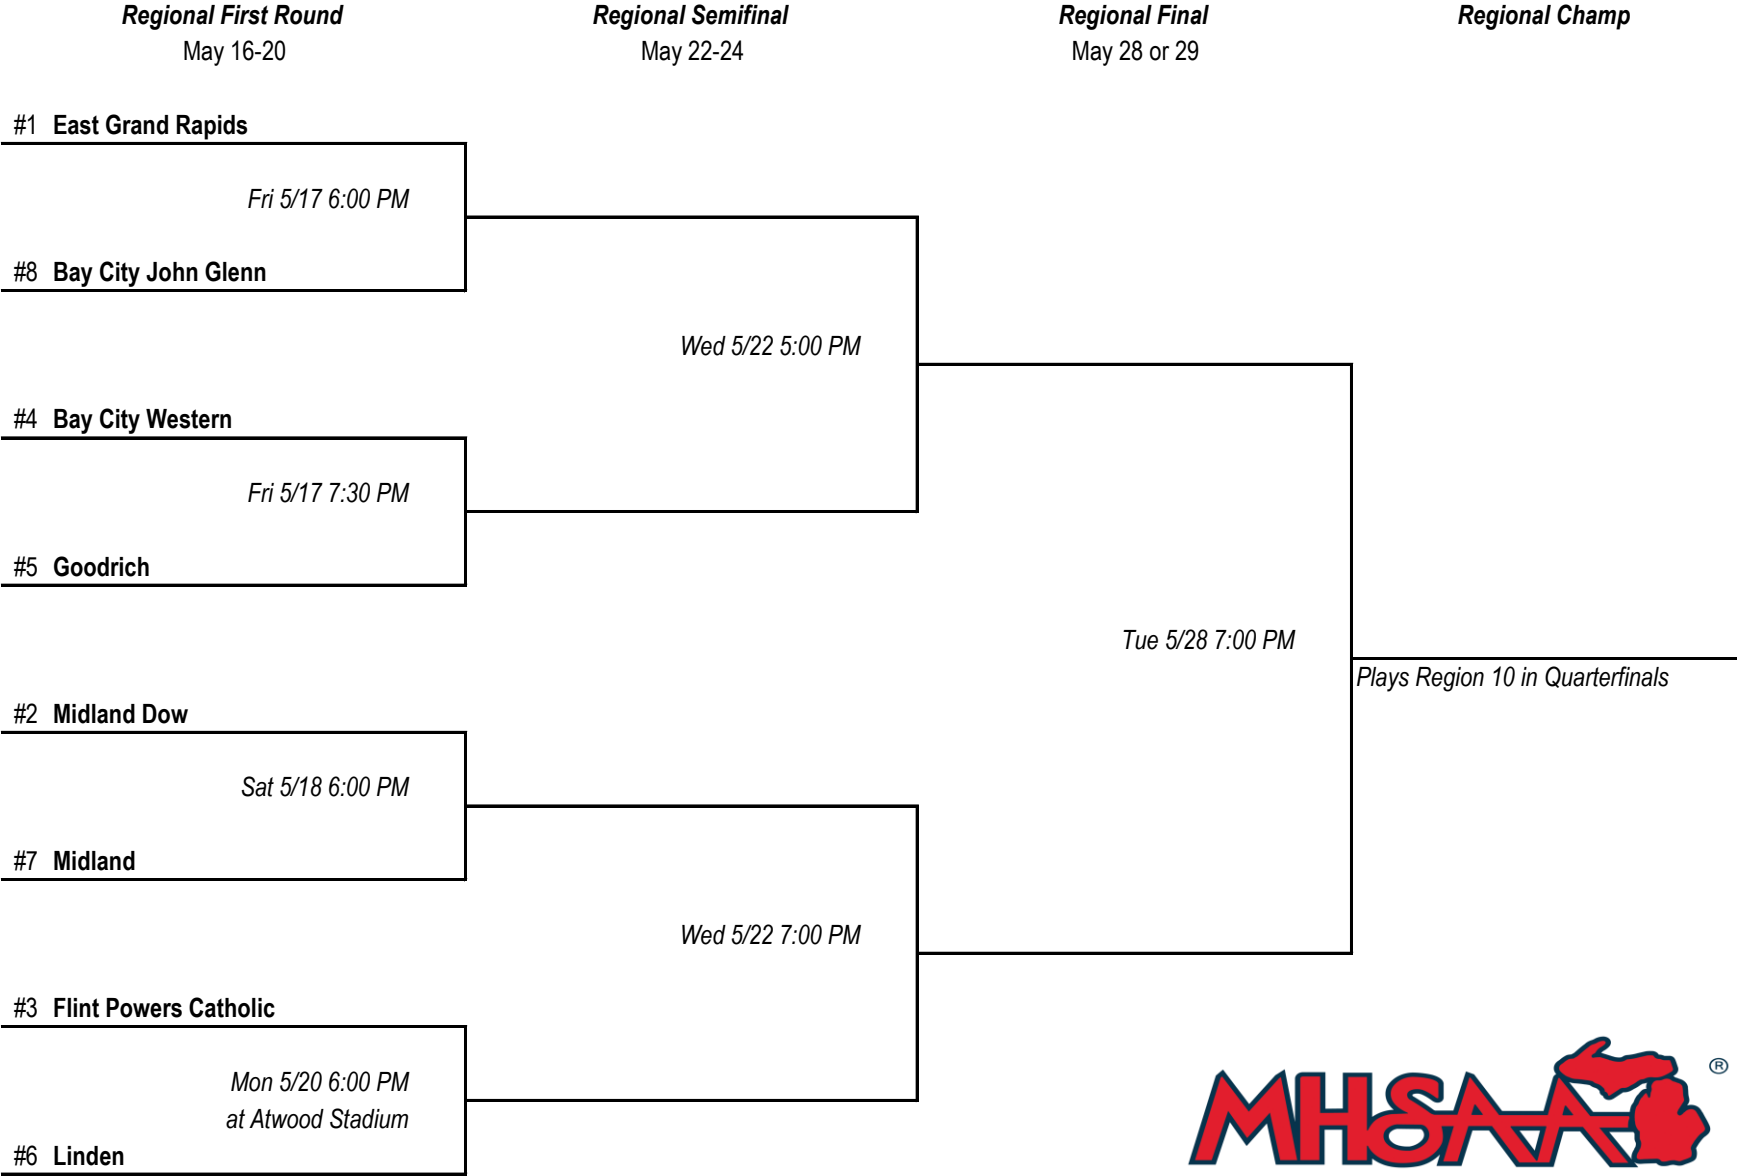 Regional First Round
Regional Semifinal
Regional Final
Regional Champ
May 16-20
May 22-24
May 28 or 29
#1 East Grand Rapids
Fri 5/17 6:00 PM
#8 Bay City John Glenn
Wed 5/22 5:00 PM
#4 Bay City Western
Fri 5/17 7:30 PM
#5 Goodrich
Tue 5/28 7:00 PM
Plays Region 10 in Quarterfinals
#2 Midland Dow
Sat 5/18 6:00 PM
#7 Midland
Wed 5/22 7:00 PM
#3 Flint Powers Catholic
Mon 5/20 6:00 PM
at Atwood Stadium
#6 Linden
MHSAA®